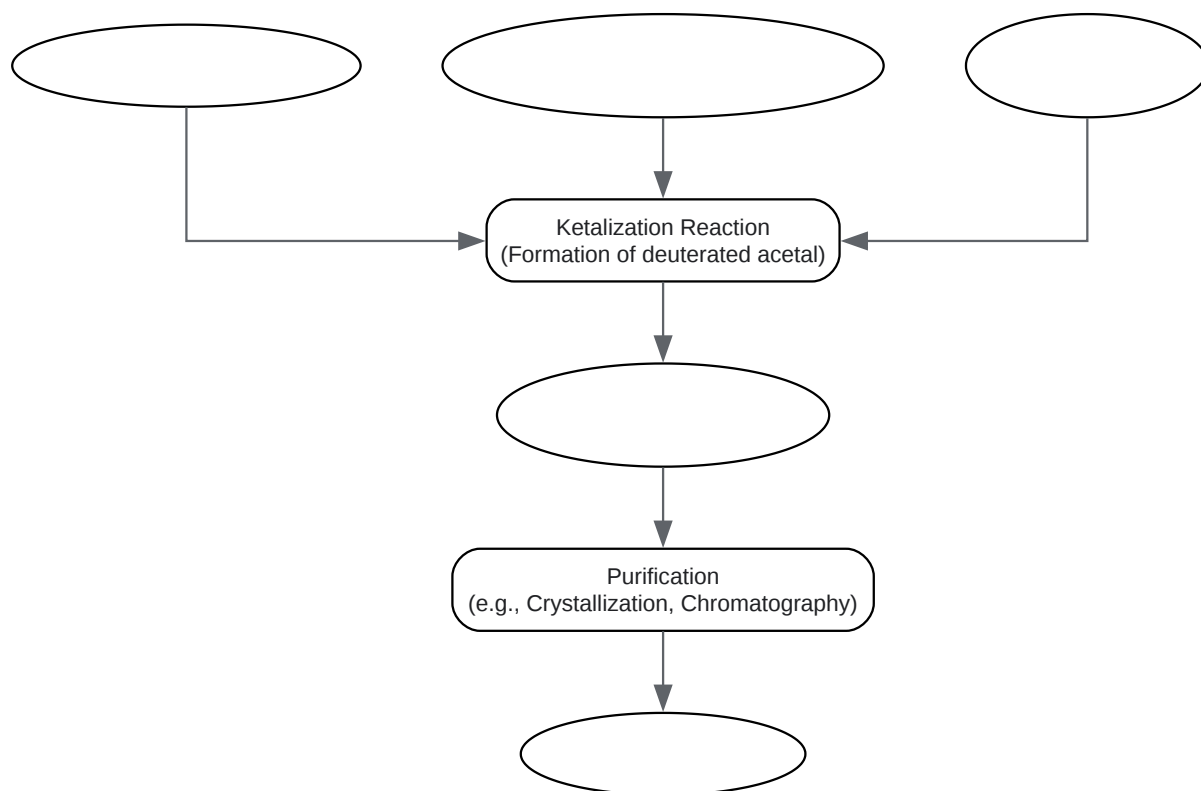 Ketalization Reaction
(Formation of deuterated acetal)
Purification
(e.g., Crystallization, Chromatography)